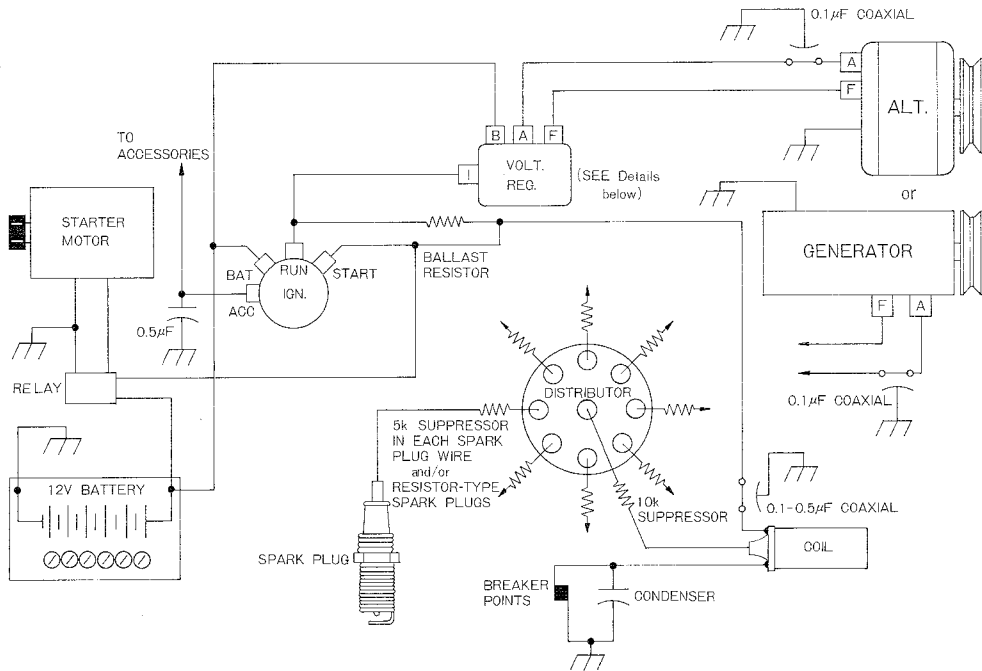 0.1μF COAXIAL
A
F
ALT.
TO
ACCESSORIES
B
A
F
I
VOLT.
REG.
(SEE Details
below)
or
STARTER
MOTOR
GENERATOR
F
A
0.1μF COAXIAL
BAT
RUN
START
IGN.
ACC
BALLAST
RESISTOR
0.5μF
RELAY
DISTRIBUTOR
5k SUPPRESSOR
IN EACH SPARK
PLUG WIRE
and/or
RESISTOR-TYPE
SPARK PLUGS
10k
SUPPRESSOR
0.1-0.5μF COAXIAL
12V BATTERY
COIL
SPARK PLUG
BREAKER
POINTS
CONDENSER